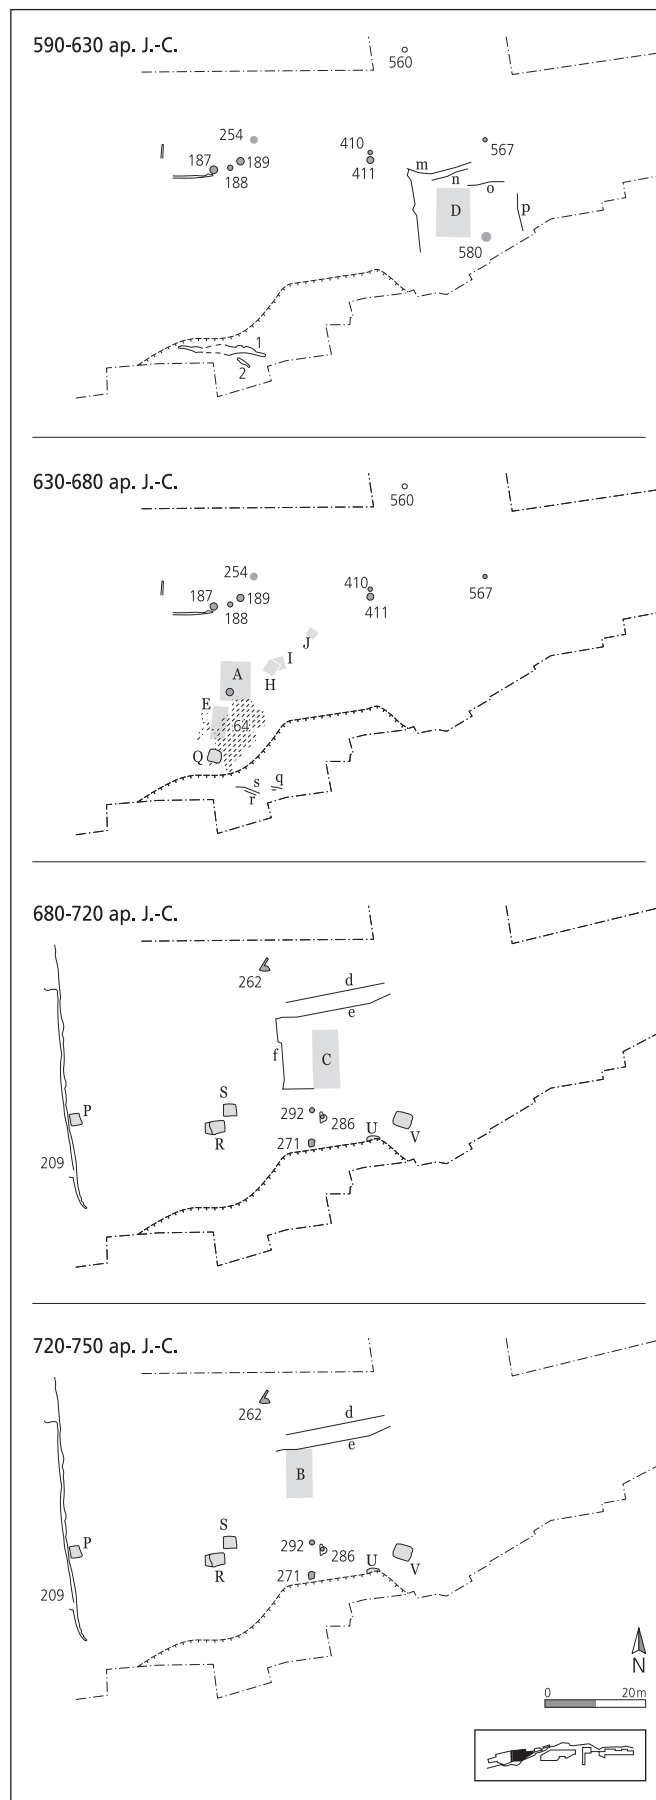 590-630 ap. J.-C.
560
254
187
189
188
410
411
567
m
n
o
D
p
580
1
2
630-680 ap. J.-C.
560
254
187
189
188
410
411
567
J
I
H
A
E
64
Q
s
q
r
680-720 ap. J.-C.
262
d
e
f
C
S
P
R
292
286
271
U
V
209
720-750 ap. J.-C.
262
d
e
B
S
P
R
292
286
271
U
V
209
N
0 20 m